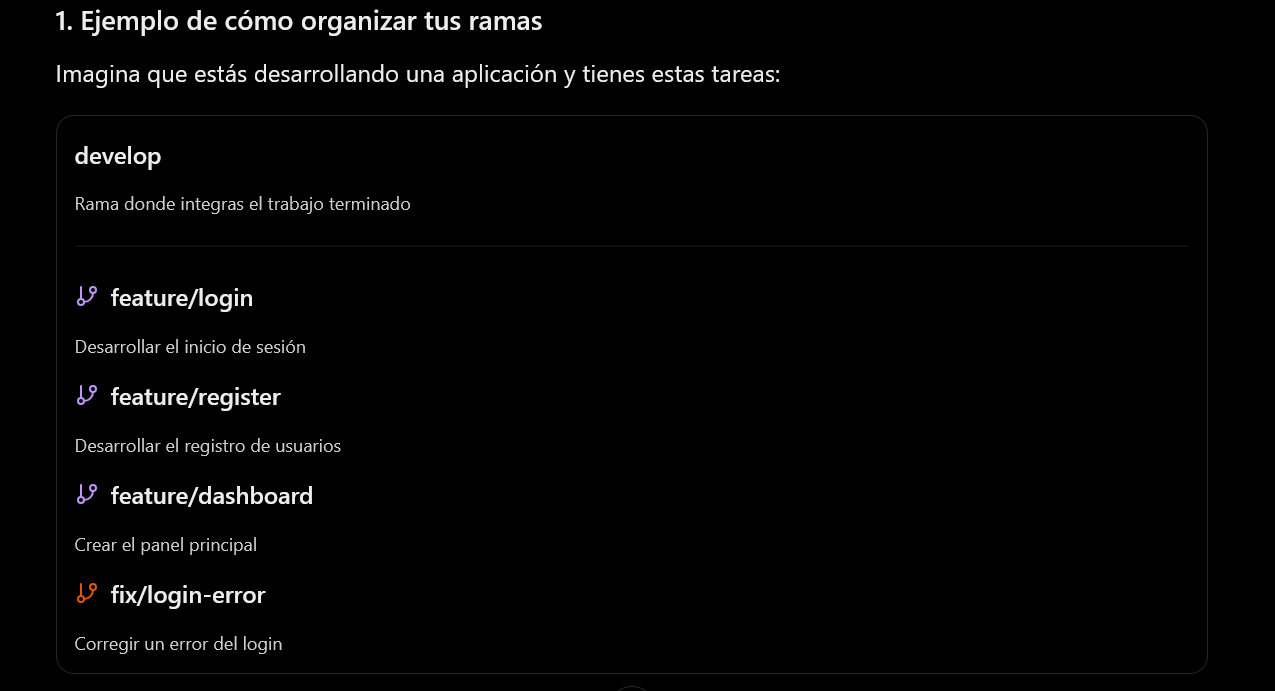 1. Ejemplo de cómo organizar tus ramas
Imagina que estás desarrollando una aplicación y tienes estas tareas:
develop
Rama donde integras el trabajo terminado
feature/login
Desarrollar el inicio de sesión
feature/register
Desarrollar el registro de usuarios
feature/dashboard
Crear el panel principal
fix/login-error
Corregir un error del login